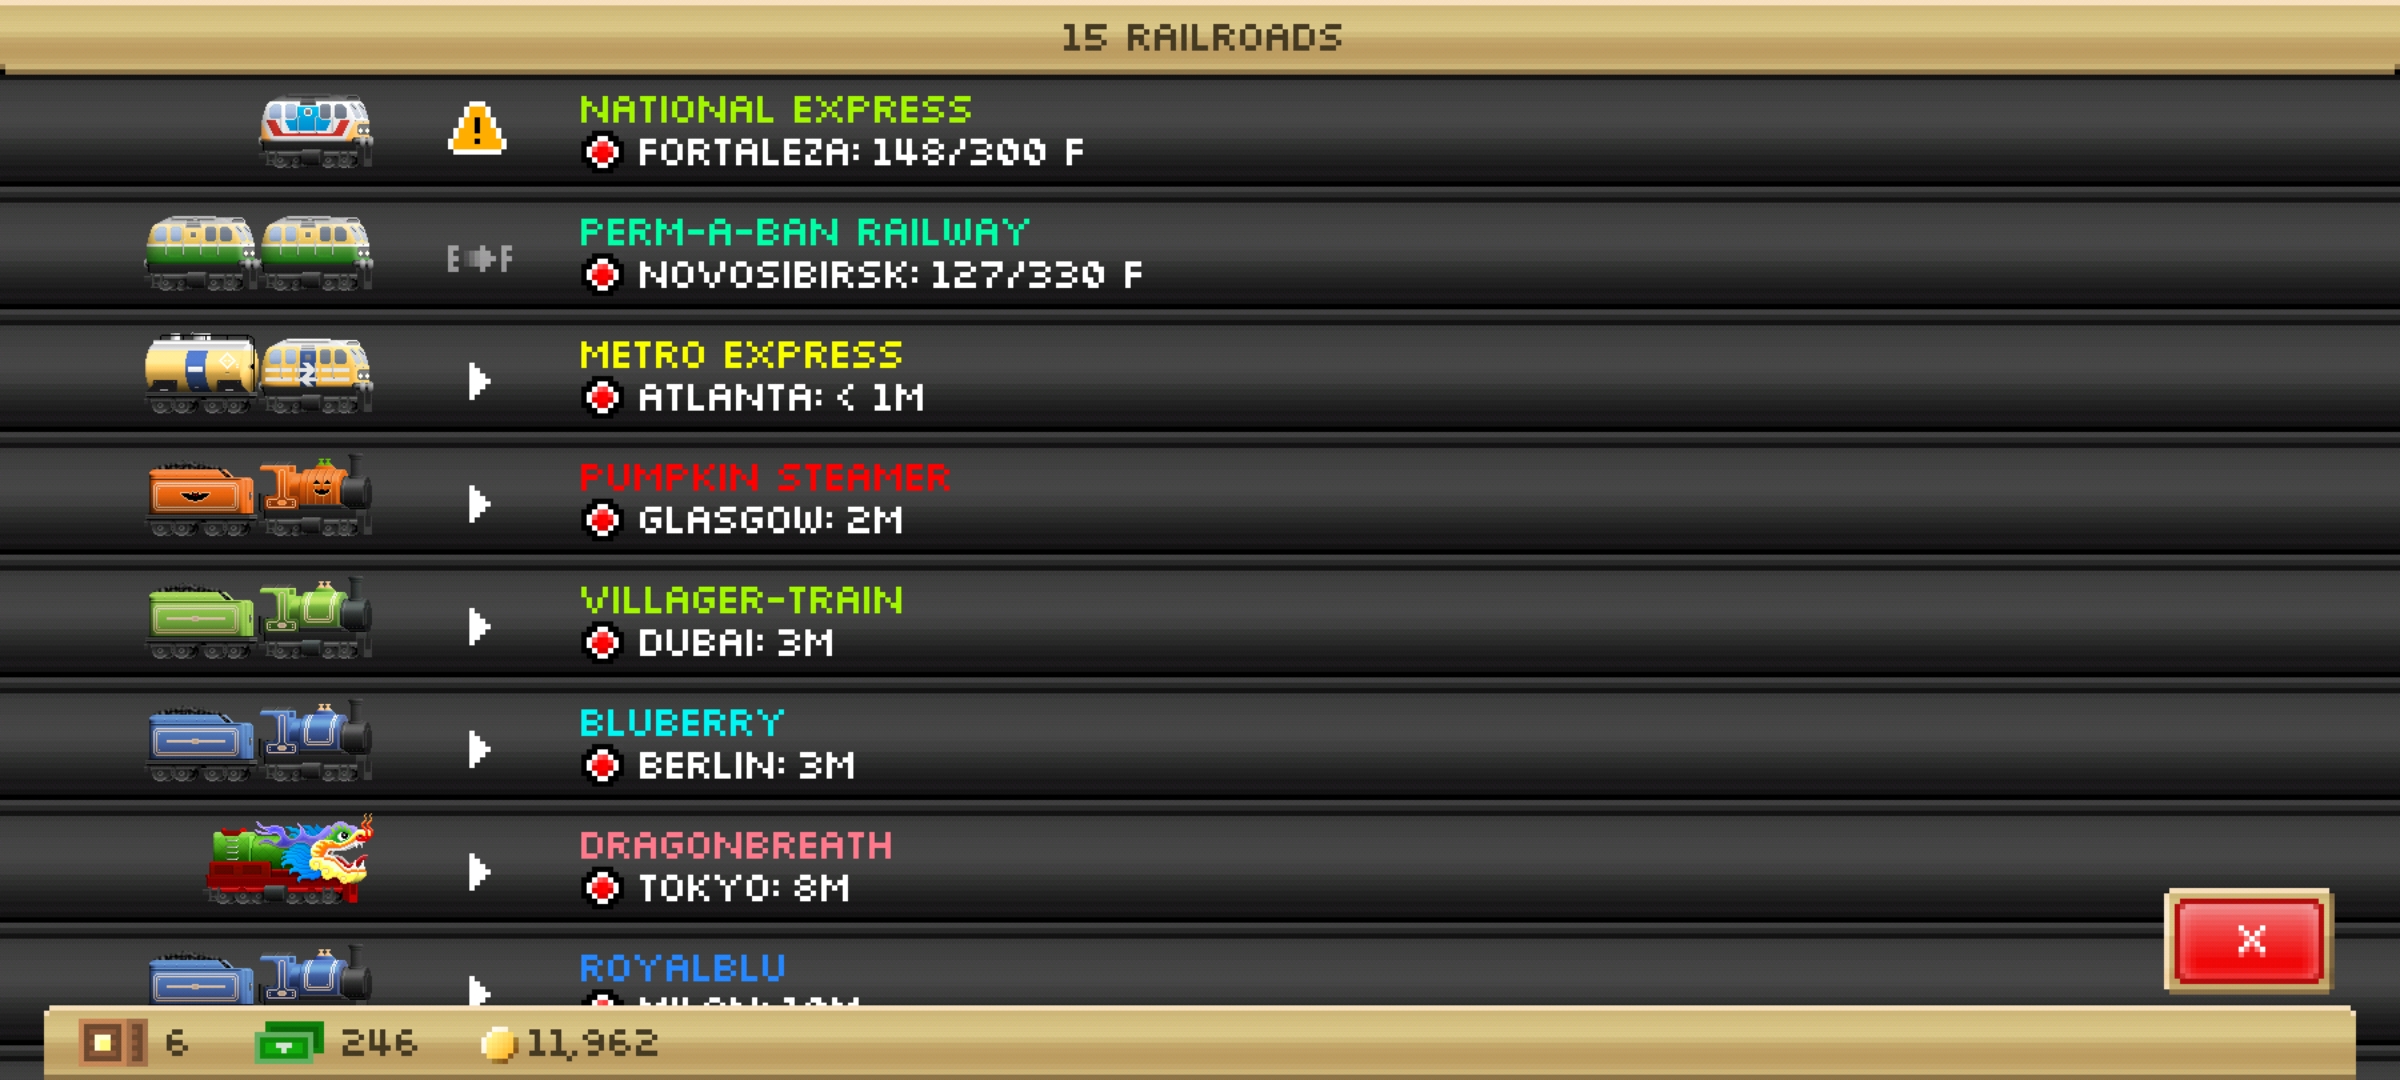 15 RAILROADS
NATIONAL EXPRESS
FORTALEZA: 148/300 F
E F
PERM-A-BAN RAILWAY
NOVOSIBIRSK: 127/330 F
METRO EXPRESS
ATLANTA: < 1M
PUMPKIN STEAMER
GLASGOW: 2M
VILLAGER-TRAIN
DUBAI: 3M
BLUBERRY
BERLIN: 3M
DRAGONBREATH
TOKYO: 8M
X
ROYALBLU
6 246 11,962